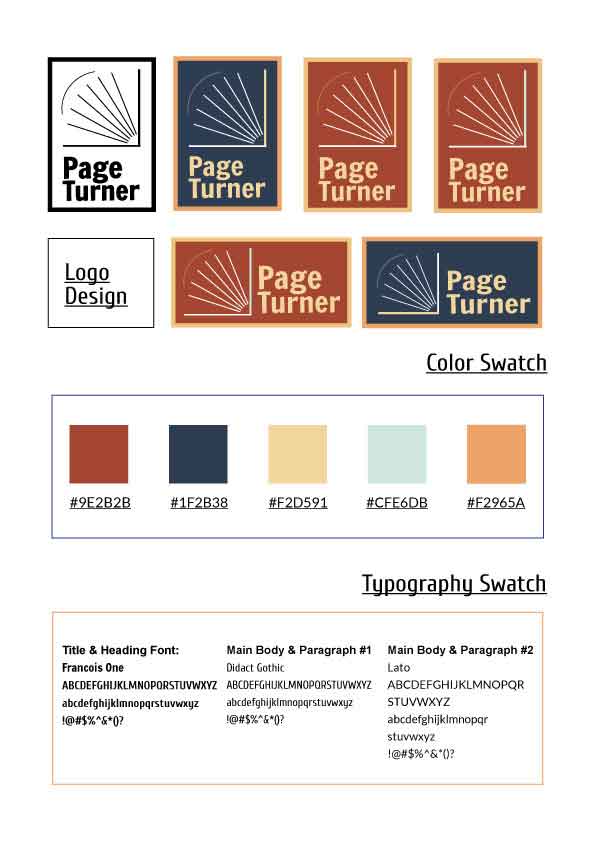 Page
Turner
Page
Turner
Page
Turner
Page
Turner
Logo
Design
Page
Turner
Page
Turner
Color Swatch
#9E2B2B
#1F2B38
#F2D591
#CFE6DB
#F2965A
Typography Swatch
Title & Heading Font:
Francois One
ABCDEFGHIJKLMNOPQRSTUVWXYZ
abcdefghijklmnopqrstuvwxyz
!@#$%^&*()?
Main Body & Paragraph #1
Didact Gothic
ABCDEFGHIJKLMNOPQRSTUVWXYZ
abcdefghijklmnopqrstuvwxyz
!@#$%^&*()?
Main Body & Paragraph #2
Lato
ABCDEFGHIJKLMNOPQR
STUVWXYZ
abcdefghijklmnopqr
stuvwxyz
!@#$%^&*()?